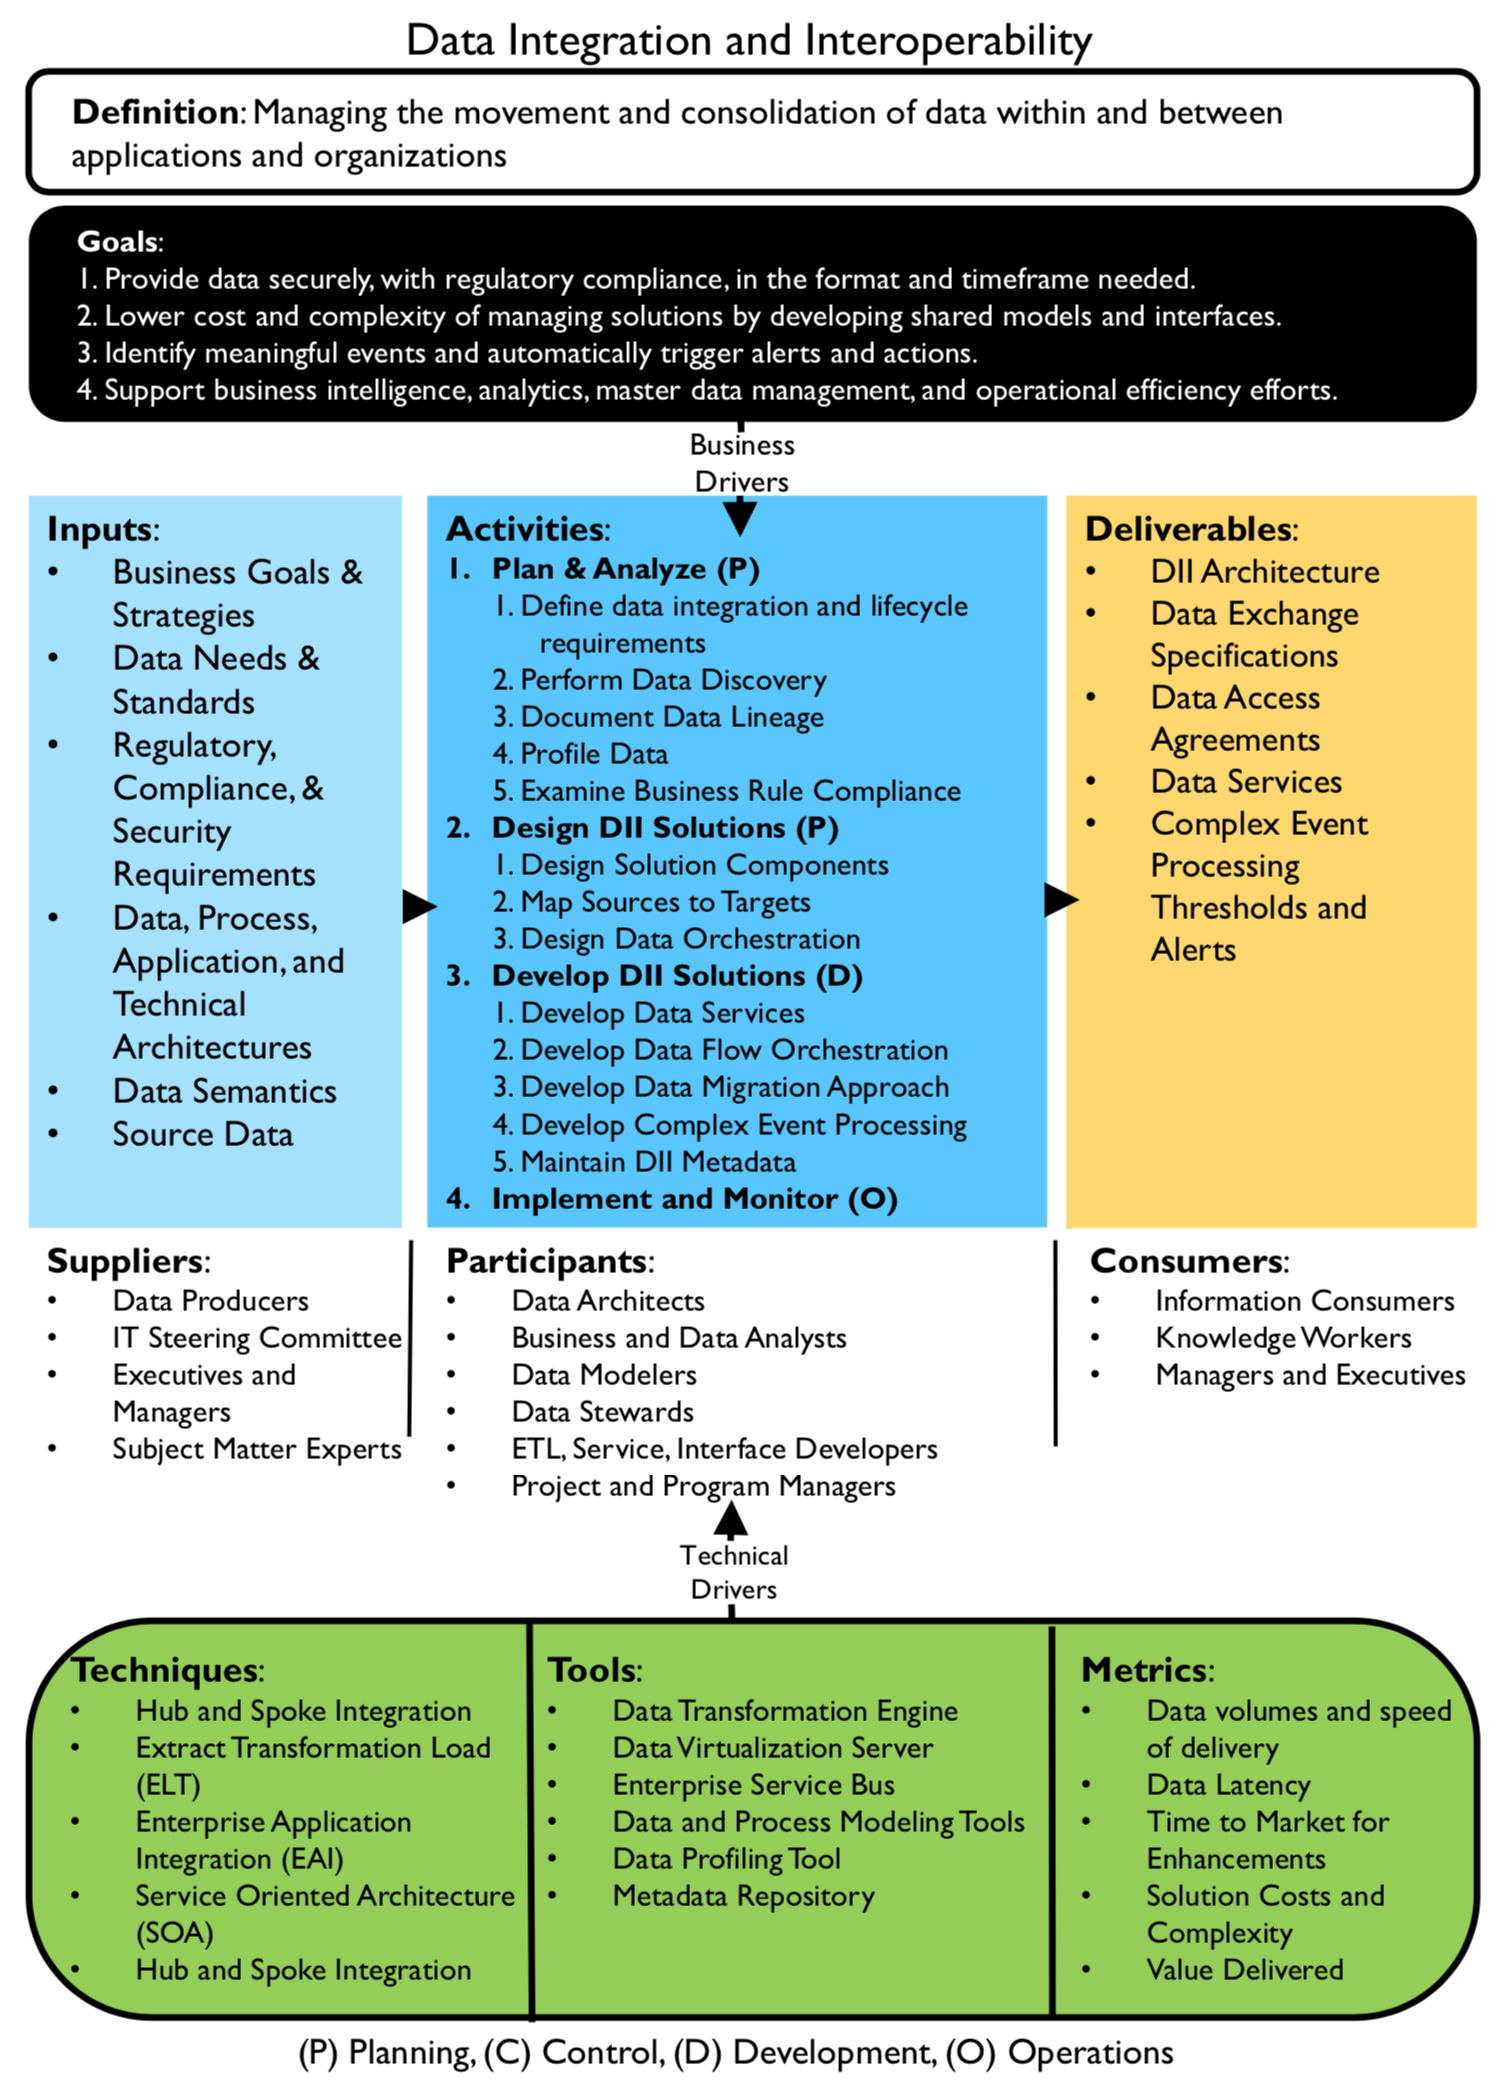 Data Integration and Interoperability
Definition: Managing the movement and consolidation of data within and between
applications and organizations
Goals:
1. Provide data securely, with regulatory compliance, in the format and timeframe needed.
2. Lower cost and complexity of managing solutions by developing shared models and interfaces.
3. Identify meaningful events and automatically trigger alerts and actions.
4. Support business intelligence, analytics, master data management, and operational efficiency efforts.
Business
Drivers
Inputs:
• Business Goals &
Strategies
• Data Needs &
Standards
• Regulatory,
Compliance, &
Security
Requirements
• Data, Process,
Application, and
Technical
Architectures
• Data Semantics
• Source Data
Activities:
1. Plan & Analyze (P)
1. Define data integration and lifecycle
requirements
2. Perform Data Discovery
3. Document Data Lineage
4. Profile Data
5. Examine Business Rule Compliance
2. Design DII Solutions (P)
1. Design Solution Components
2. Map Sources to Targets
3. Design Data Orchestration
3. Develop DII Solutions (D)
1. Develop Data Services
2. Develop Data Flow Orchestration
3. Develop Data Migration Approach
4. Develop Complex Event Processing
5. Maintain DII Metadata
4. Implement and Monitor (O)
Deliverables:
• DII Architecture
• Data Exchange
Specifications
• Data Access
Agreements
• Data Services
• Complex Event
Processing
Thresholds and
Alerts
Suppliers:
• Data Producers
• IT Steering Committee
• Executives and
Managers
• Subject Matter Experts
Participants:
• Data Architects
• Business and Data Analysts
• Data Modelers
• Data Stewards
• ETL, Service, Interface Developers
• Project and Program Managers
Consumers:
• Information Consumers
• Knowledge Workers
• Managers and Executives
Technical
Drivers
Techniques:
• Hub and Spoke Integration
• Extract Transformation Load
(ELT)
• Enterprise Application
Integration (EAI)
• Service Oriented Architecture
(SOA)
• Hub and Spoke Integration
Tools:
• Data Transformation Engine
• Data Virtualization Server
• Enterprise Service Bus
• Data and Process Modeling Tools
• Data Profiling Tool
• Metadata Repository
Metrics:
• Data volumes and speed
of delivery
• Data Latency
• Time to Market for
Enhancements
• Solution Costs and
Complexity
• Value Delivered
(P) Planning, (C) Control, (D) Development, (O) Operations